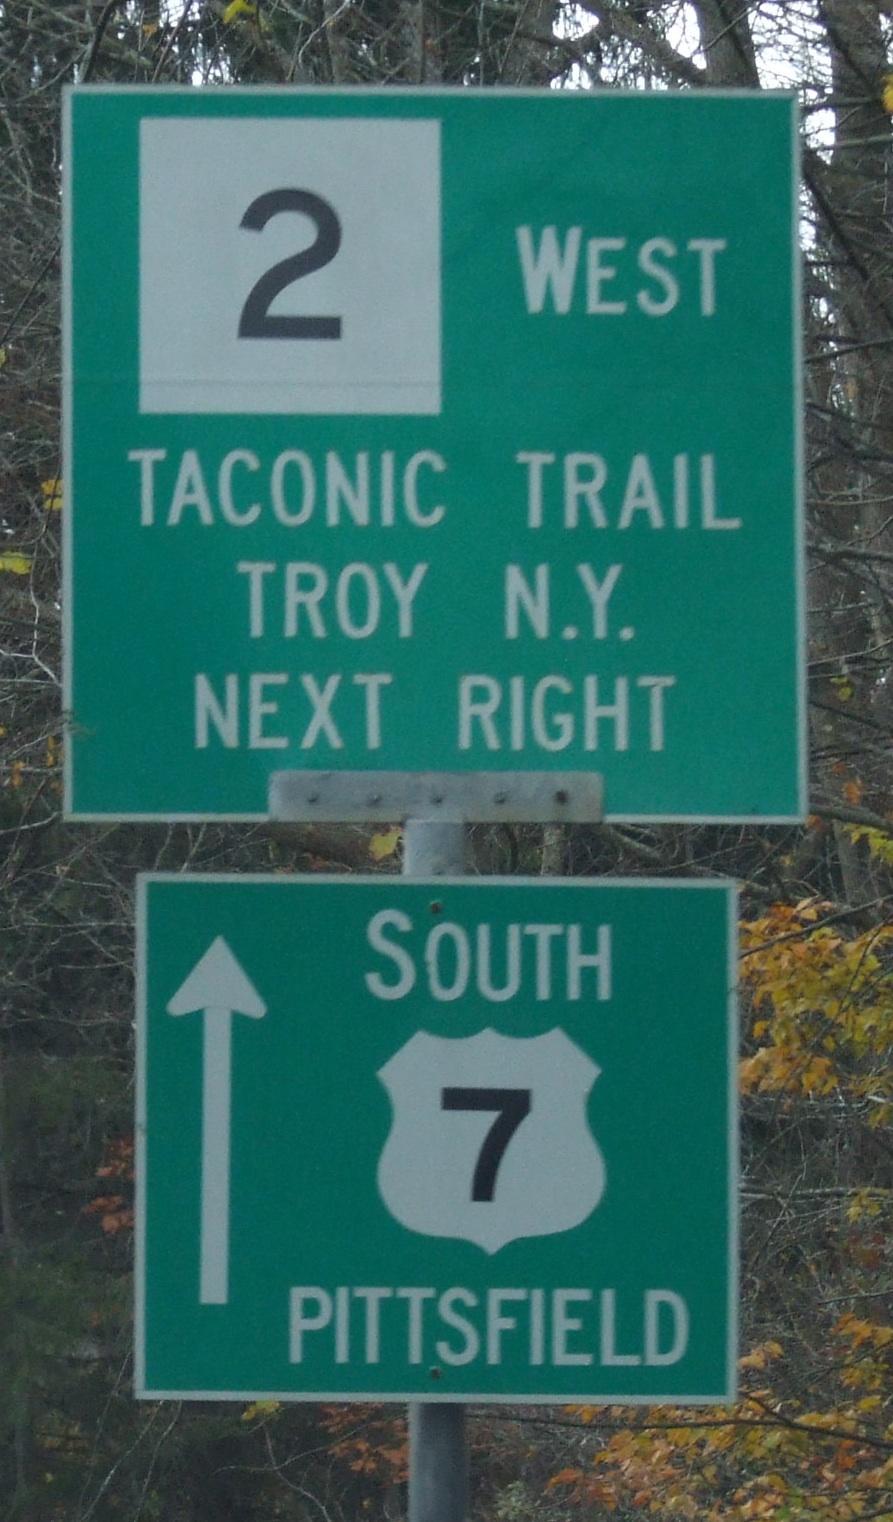 2 WEST
TACONIC TRAIL
TROY N.Y.
NEXT RIGHT
SOUTH
7
PITTSFIELD